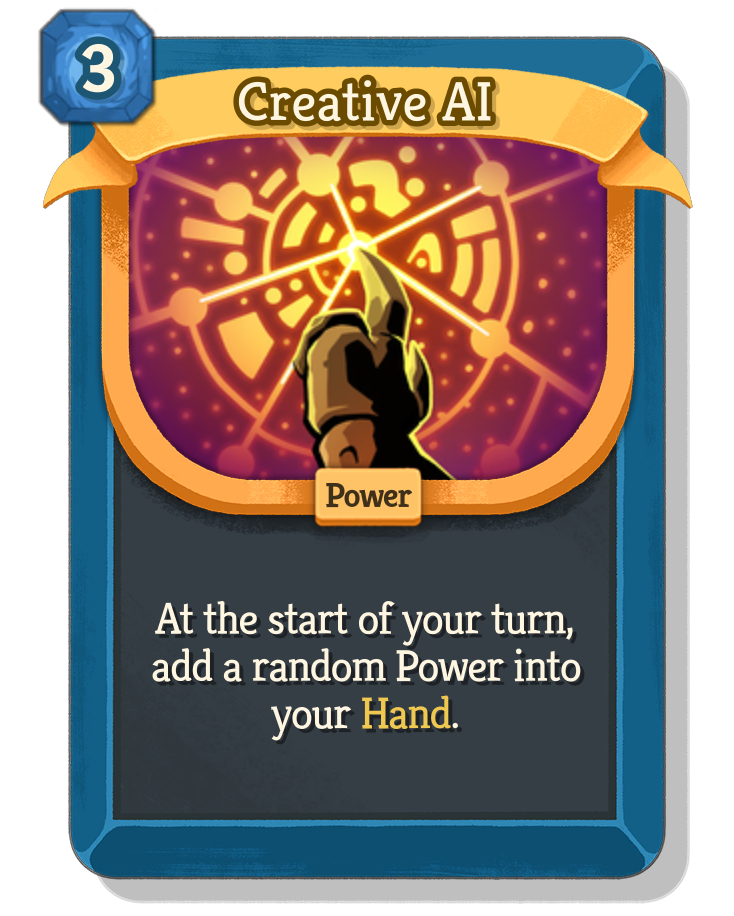 3
Creative AI
Power
At the start of your turn,
add a random Power into
your Hand.